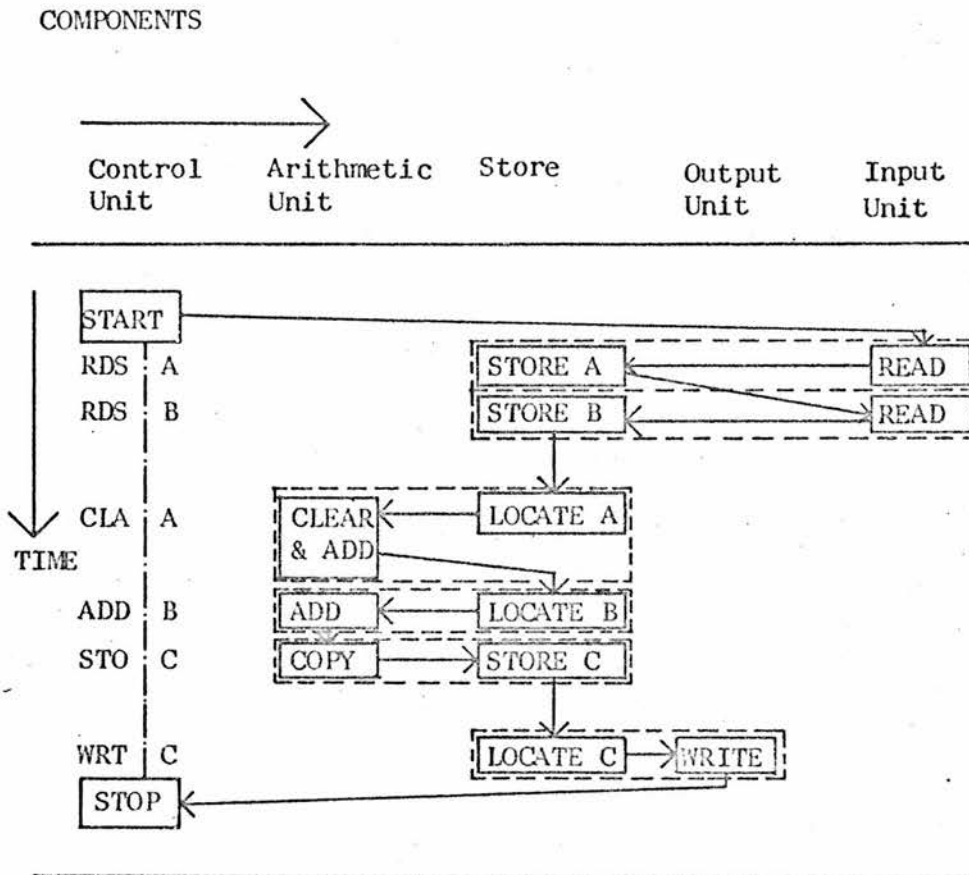 COMPONENTS
Control Unit
Arithmetic Unit
Store
Output Unit
Input Unit
TIME
START
RDS A
STORE A
READ
RDS B
STORE B
READ
CLA A
CLEAR & ADD
LOCATE A
ADD B
ADD
LOCATE B
STO C
COPY
STORE C
WRT C
LOCATE C
WRITE
STOP